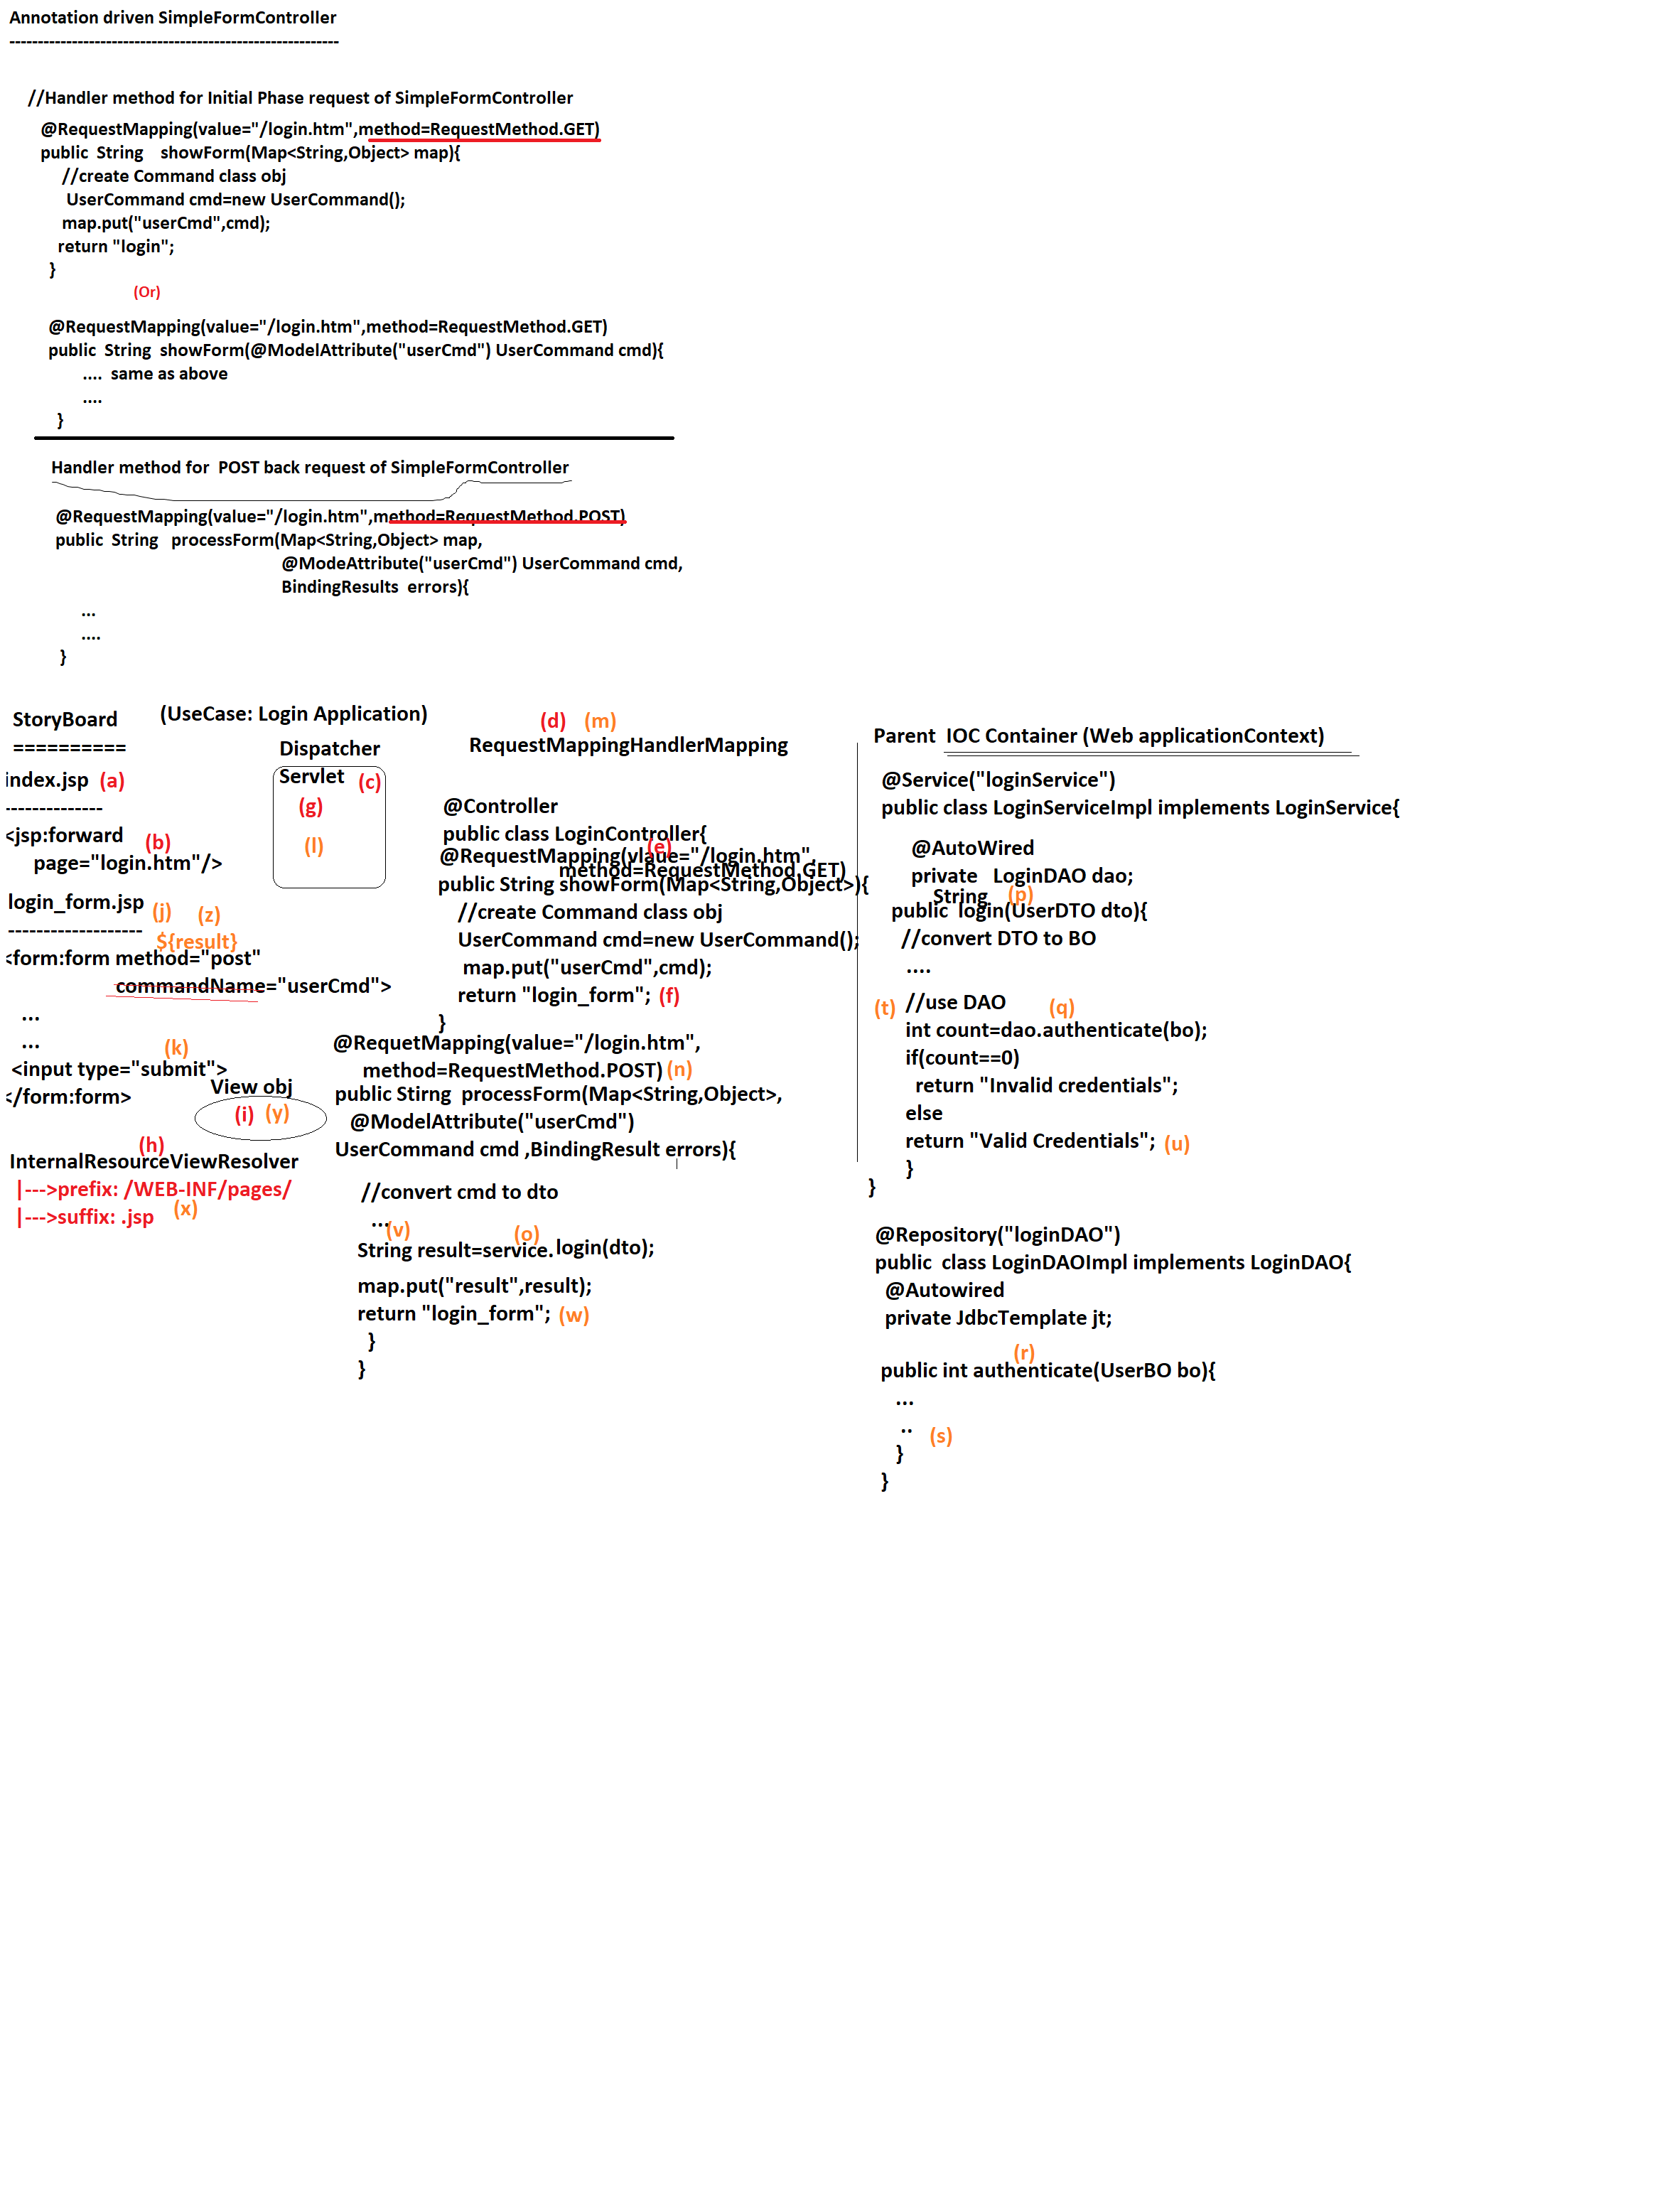 Annotation driven SimpleFormController
----------------------------------------------------------
//Handler method for Initial Phase request of SimpleFormController
@RequestMapping(value="/login.htm",method=RequestMethod.GET)
public String showForm(Map<String,Object> map){
//create Command class obj
UserCommand cmd=new UserCommand();
map.put("userCmd",cmd);
return "login";
}
(Or)
@RequestMapping(value="/login.htm",method=RequestMethod.GET)
public String showForm(@ModelAttribute("userCmd") UserCommand cmd){
.... same as above
....
}
Handler method for POST back request of SimpleFormController
@RequestMapping(value="/login.htm",method=RequestMethod.POST)
public String processForm(Map<String,Object> map,
@ModeAttribute("userCmd") UserCommand cmd,
BindingResults errors){
...
....
}
StoryBoard (UseCase: Login Application)
==========
index.jsp (a)
--------------
<jsp:forward (b)
page="login.htm"/>
login_form.jsp (j) (z)
-------------------
${result}
<form:form method="post"
commandName="userCmd">
...
...
(k)
<input type="submit">
</form:form>
View obj
(i) (y)
(h)
InternalResourceViewResolver
|--->prefix: /WEB-INF/pages/
|--->suffix: .jsp (x)
Dispatcher
Servlet (c)
(g)
(l)
(d) (m)
RequestMappingHandlerMapping
@Controller
public class LoginController{
(e)
@RequestMapping(vlaue="/login.htm",
method=RequestMethod.GET)
public String showForm(Map<String,Object>){
//create Command class obj
UserCommand cmd=new UserCommand();
map.put("userCmd",cmd);
return "login_form"; (f)
}
@RequetMapping(value="/login.htm",
method=RequestMethod.POST) (n)
public Stirng processForm(Map<String,Object>,
@ModelAttribute("userCmd")
UserCommand cmd ,BindingResult errors){
//convert cmd to dto
...
(v) (o)
String result=service.login(dto);
map.put("result",result);
return "login_form"; (w)
}
}
Parent IOC Container (Web applicationContext)
@Service("loginService")
public class LoginServiceImpl implements LoginService{
@AutoWired
private LoginDAO dao;
String (p)
public login(UserDTO dto){
//convert DTO to BO
....
(t) //use DAO (q)
int count=dao.authenticate(bo);
if(count==0)
return "Invalid credentials";
else
return "Valid Credentials"; (u)
}
}
@Repository("loginDAO")
public class LoginDAOImpl implements LoginDAO{
@Autowired
private JdbcTemplate jt;
(r)
public int authenticate(UserBO bo){
...
..
(s)
}
}